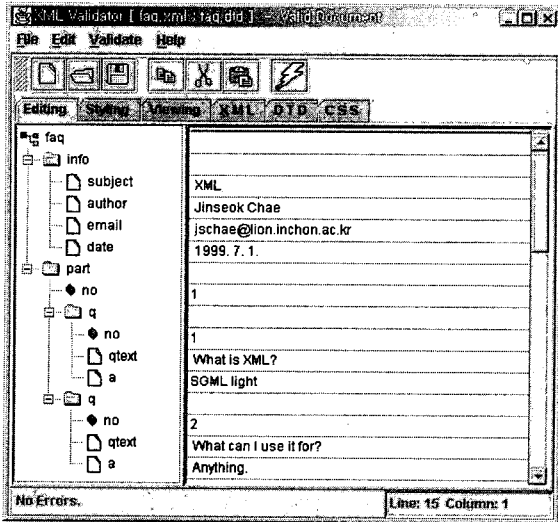 XML Validator [ faq.xml : faq.dtd ] - Valid Document
File Edit Validate Help
Editing Styling Viewing XML DTD CSS
faq
info
subject XML
author Jinseok Chae
email jschae@lion.inchon.ac.kr
date 1999. 7. 1.
part
no 1
q
no 1
qtext What is XML?
a SGML light
q
no 2
qtext What can I use it for?
a Anything.
No Errors. Line: 15 Column: 1